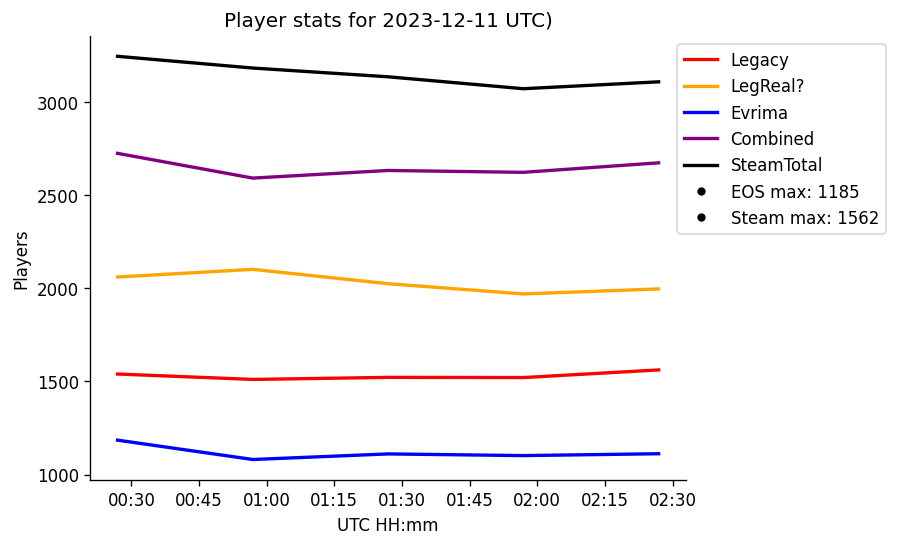 Player stats for 2023-12-11 UTC)
Legacy
LegReal?
Evrima
Combined
SteamTotal
EOS max: 1185
Steam max: 1562
Players
3000
2500
2000
1500
1000
00:30 00:45 01:00 01:15 01:30 01:45 02:00 02:15 02:30
UTC HH:mm